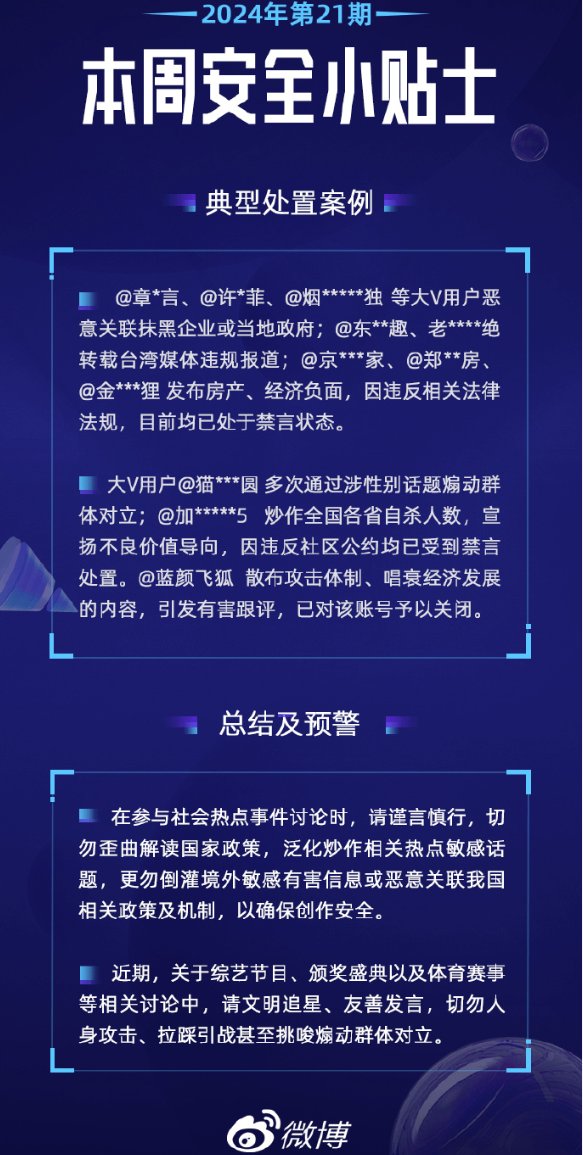 2024年第21期
本周安全小贴士
典型处置案例
@章*言、@许*菲、@烟*****独 等大V用户恶
意关联抹黑企业或当地政府；@东**趣、老****绝
转载台湾媒体违规报道；@京***家、@郑**房、
@金***狸 发布房产、经济负面，因违反相关法律
法规，目前均已处于禁言状态。
大V用户@猫***圆 多次通过涉性别话题煽动群
体对立；@加*****5 炒作全国各省自杀人数，宣
扬不良价值导向，因违反社区公约均已受到禁言
处置。@蓝颜飞狐 散布攻击体制、唱衰经济发展
的内容，引发有害跟评，已对该账号予以关闭。
总结及预警
在参与社会热点事件讨论时，请谨言慎行，切
勿歪曲解读国家政策，泛化炒作相关热点敏感话
题，更勿倒灌境外敏感有害信息或恶意关联我国
相关政策及机制，以确保创作安全。
近期，关于综艺节目、颁奖盛典以及体育赛事
等相关讨论中，请文明追星、友善发言，切勿人
身攻击、拉踩引战甚至挑唆煽动群体对立。
微博